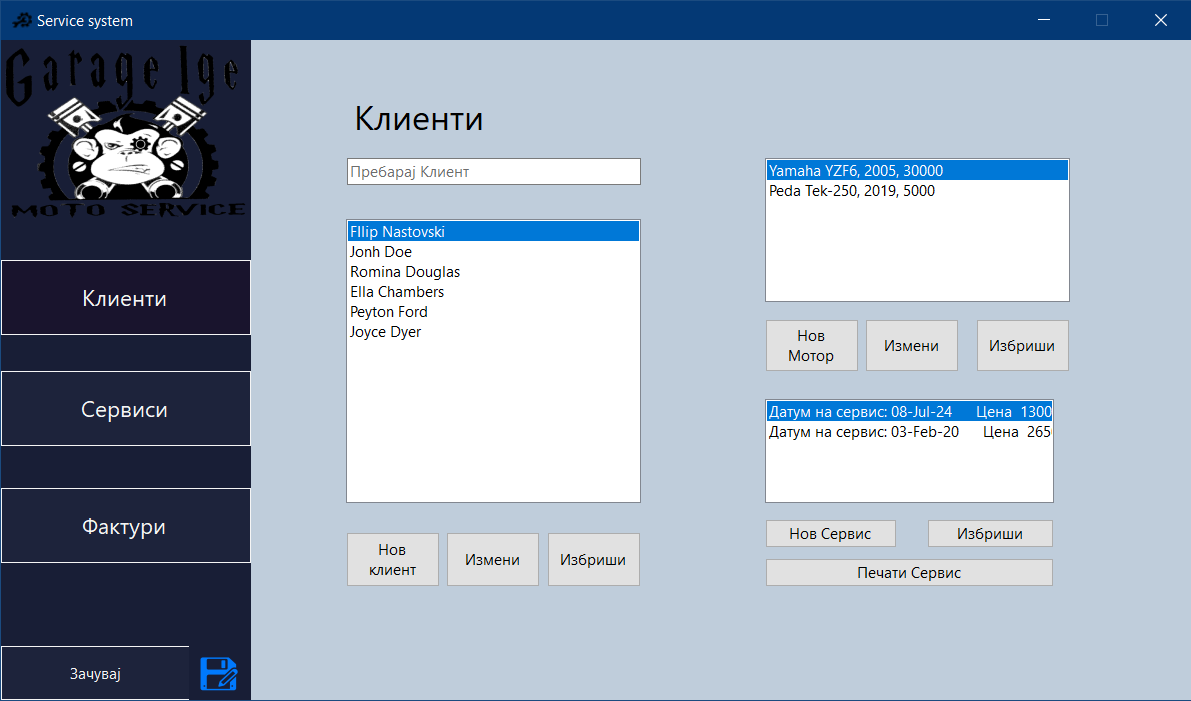 Service system
Garage Ige
MOTO SERVICE
Клиенти
Сервиси
Фактури
Зачувај
Клиенти
Пребарај Клиент
FIlip Nastovski
Jonh Doe
Romina Douglas
Ella Chambers
Peyton Ford
Joyce Dyer
Нов
клиент
Измени
Избриши
Yamaha YZF6, 2005, 30000
Peda Tek-250, 2019, 5000
Нов
Мотор
Измени
Избриши
Датум на сервис: 08-Jul-24 Цена 1300
Датум на сервис: 03-Feb-20 Цена 265
Нов Сервис
Избриши
Печати Сервис